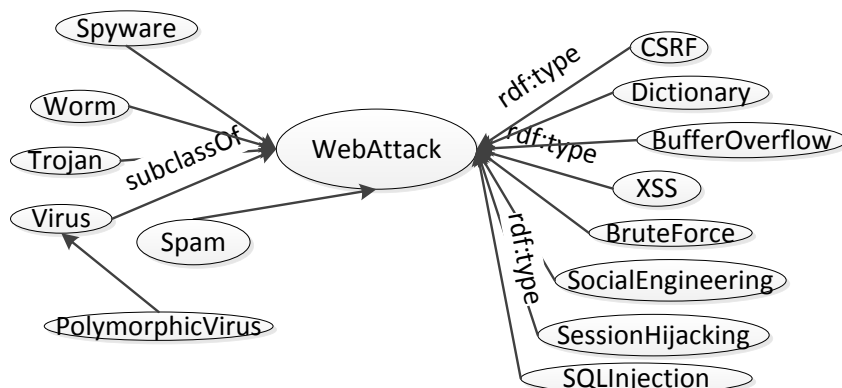 Spyware
CSRF
rdf:type
Worm
Dictionary
WebAttack
rdf:type
BufferOverflow
Trojan
subclassOf
XSS
Virus
Spam
BruteForce
rdf:type
SocialEngineering
PolymorphicVirus
SessionHijacking
SQLInjection